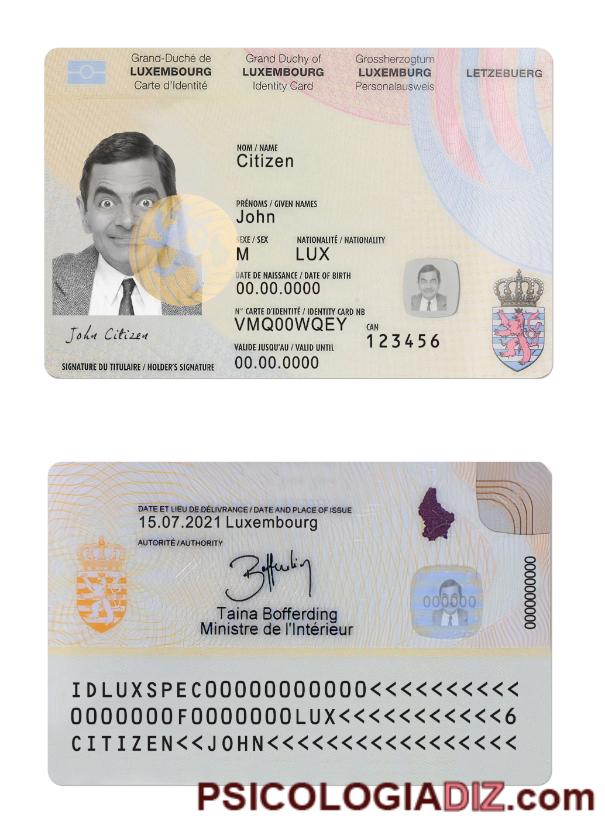 Grand-Duché de Grand Duchy of Grossherzogtum
LUXEMBOURG LUXEMBOURG LUXEMBURG LETZEBUERG
Carte d'Identité Identity Card Personalausweis
NOM / NAME
Citizen
PRÉNOMS / GIVEN NAMES
John
SEXE / SEX NATIONALITÉ / NATIONALITY
M LUX
DATE DE NAISSANCE / DATE OF BIRTH
00.00.0000
N° CARTE D'IDENTITÉ / IDENTITY CARD NB
VMQ00WQEY
CAN
123456
VALIDE JUSQU'AU / VALID UNTIL
00.00.0000
John Citizen
SIGNATURE DU TITULAIRE / HOLDER'S SIGNATURE
DATE ET LIEU DE DÉLIVRANCE / DATE AND PLACE OF ISSUE
15.07.2021 Luxembourg
AUTORITÉ / AUTHORITY
Bofferding
Taina Bofferding
Ministre de l'Intérieur
000000
0000000000
IDLUXSPEC00000000000<<<<<<<<<<
0000000F0000000LUX<<<<<<<<<<<6
CITIZEN<<JOHN<<<<<<<<<<<<<<<<<
PSICOLOGIADIZ.com